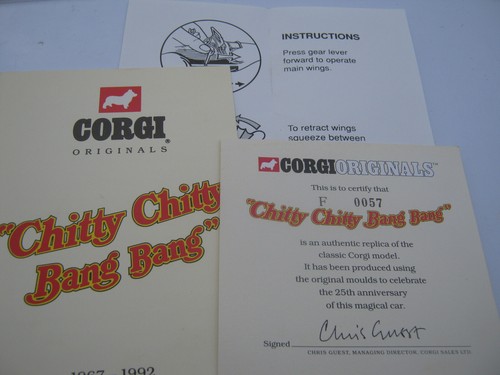 INSTRUCTIONS
Press gear lever
forward to operate
main wings.
To retract wings
squeeze between
CORGI®
ORIGINALS
"Chitty Chitty
Bang Bang"
1967 1992
CORGI ORIGINALS™
This is to certify that
F 0057
"Chitty Chitty Bang Bang"
is an authentic replica of the
classic Corgi model.
It has been produced using
the original moulds to celebrate
the 25th anniversary
of this magical car.
Signed Chris Guest
CHRIS GUEST, MANAGING DIRECTOR CORGI SALES LTD.